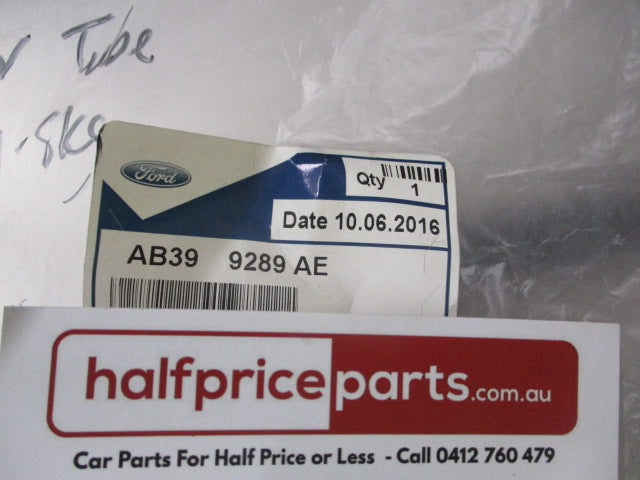 Tube
Ford
Qty 1
Date 10.06.2016
AB39 9289 AE
halfpriceparts.com.au
Car Parts For Half Price or Less - Call 0412 760 479